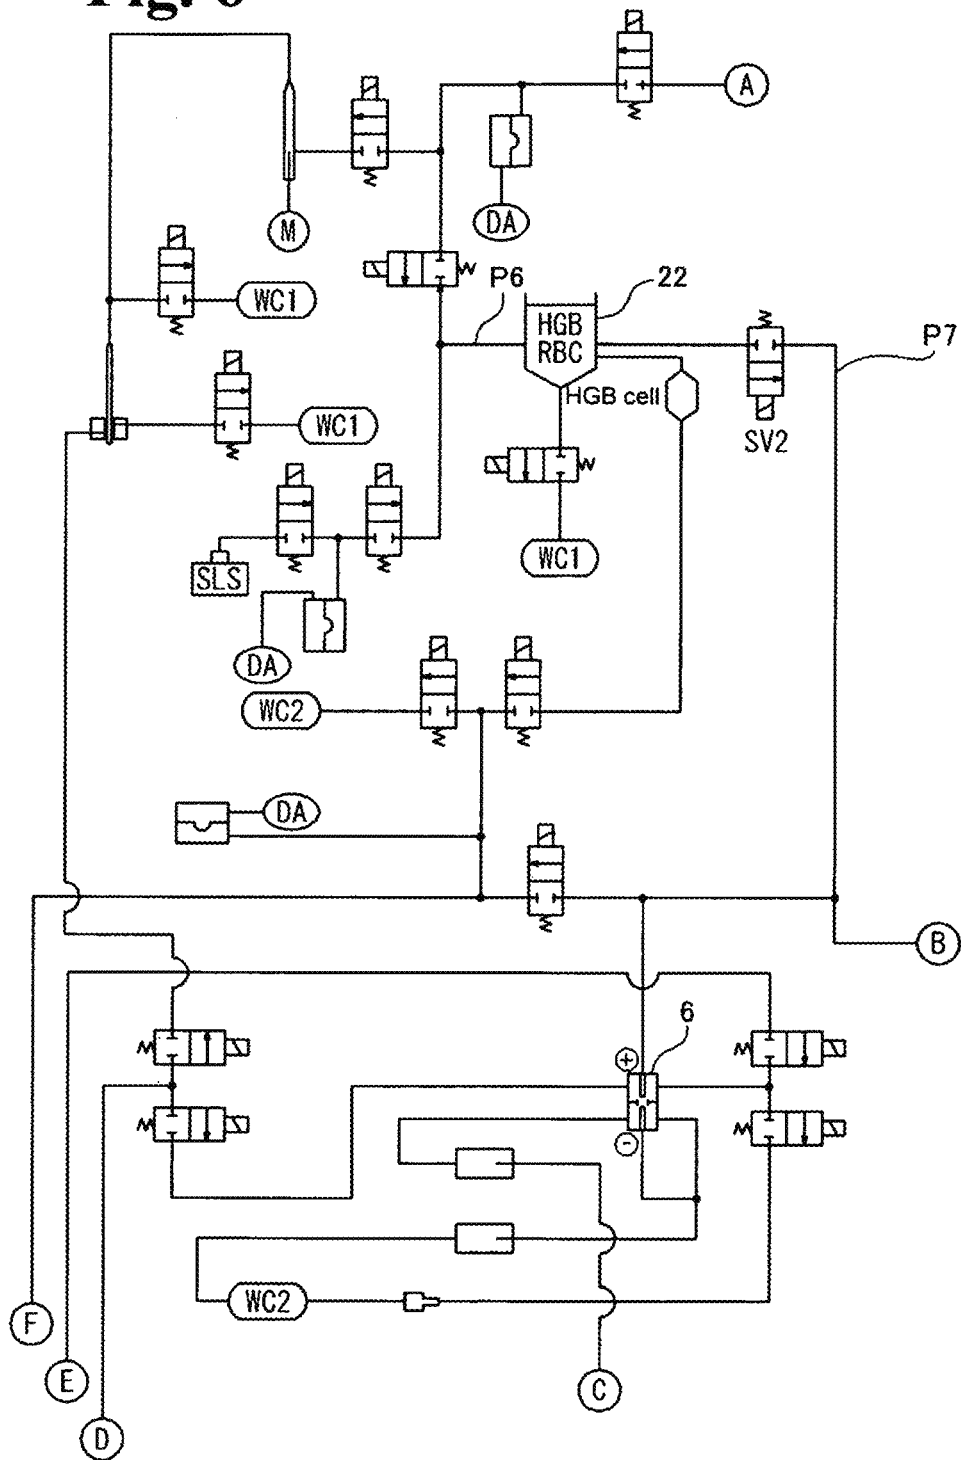 Fig. 6
A
M
DA
P6
22
WC1
HGB
RBC
P7
HGB cell
WC1
SV2
SLS
WC1
DA
WC2
DA
B
6
+
-
WC2
F
E
C
D